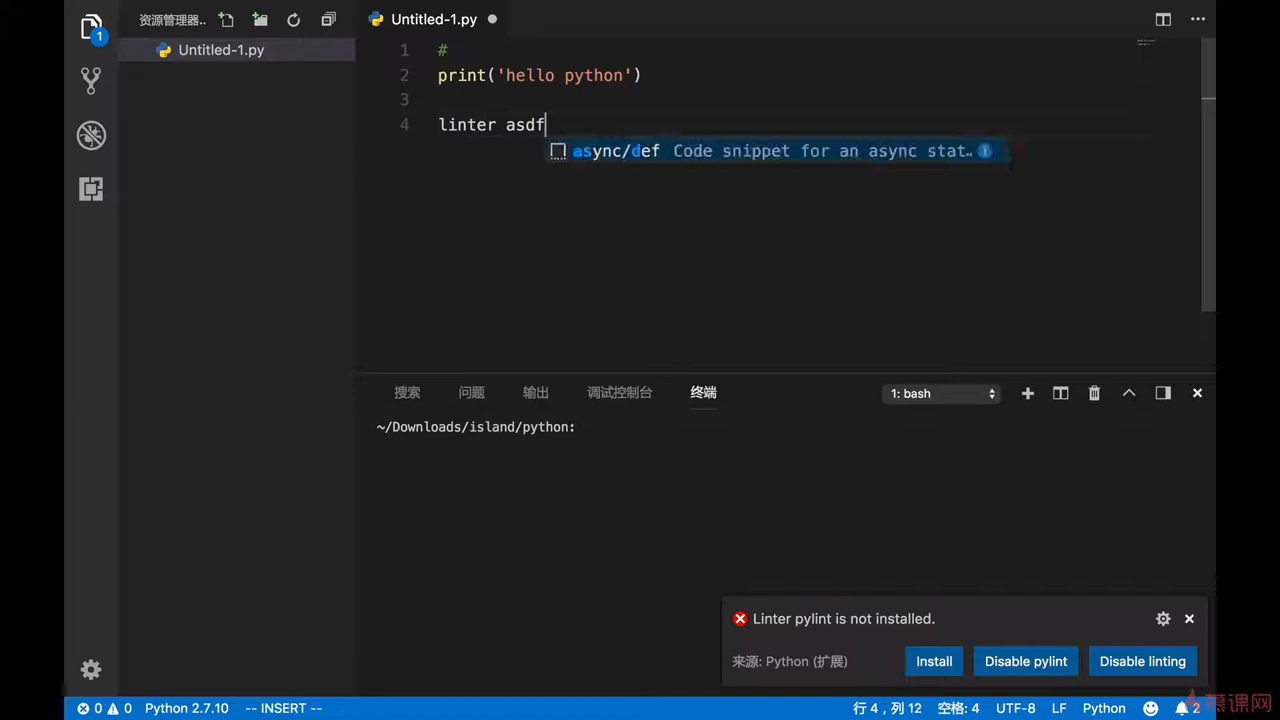 资源管理器..
Untitled-1.py
1
Untitled-1.py
1 #
2 print('hello python')
3
4 linter asdf
async/def Code snippet for an async stat…
搜索 问题 输出 调试控制台 终端
1: bash
~/Downloads/island/python:
Linter pylint is not installed.
来源: Python (扩展)
Install
Disable pylint
Disable linting
0 0 Python 2.7.10 -- INSERT --
行 4，列 12 空格: 4 UTF-8 LF Python 2
慕课网